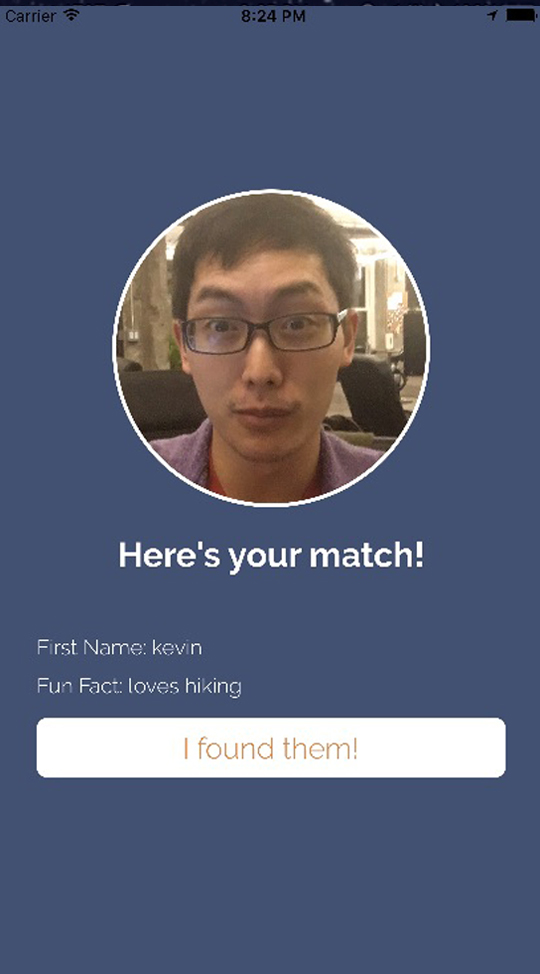 Carrier 8:24 PM
Here's your match!
First Name: kevin
Fun Fact: loves hiking
I found them!